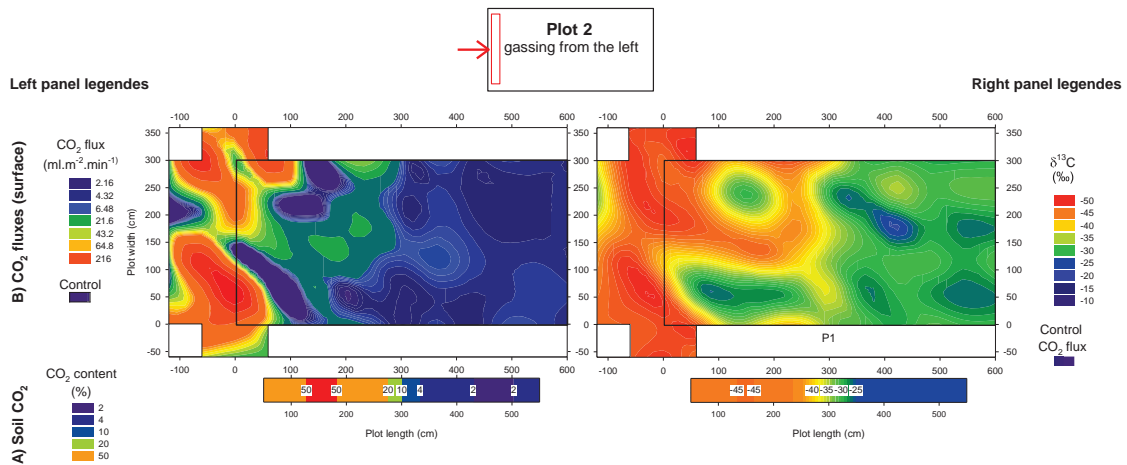 Plot 2
gassing from the left
Left panel legendes
Right panel legendes
-100 0 100 200 300 400 500 600
-100 0 100 200 300 400 500 600
B) CO2 fluxes (surface)
CO2 flux
(ml.m-2.min-1)
2.16
4.32
6.48
21.6
43.2
64.8
216
Control
Plot width (cm)
350
300
250
200
150
100
50
0
-50
350
300
250
200
150
100
50
0
-50
δ13C
(‰)
-50
-45
-40
-35
-30
-25
-20
-15
-10
Control
CO2 flux
P1
-100 0 100 200 300 400 500 600
-100 0 100 200 300 400 500 600
A) Soil CO2
CO2 content
(%)
2
4
10
20
50
50 50 20 10 4 2 2
100 200 300 400 500
Plot length (cm)
-45 -45 -40 -35 -30 -25
100 200 300 400 500
Plot length (cm)